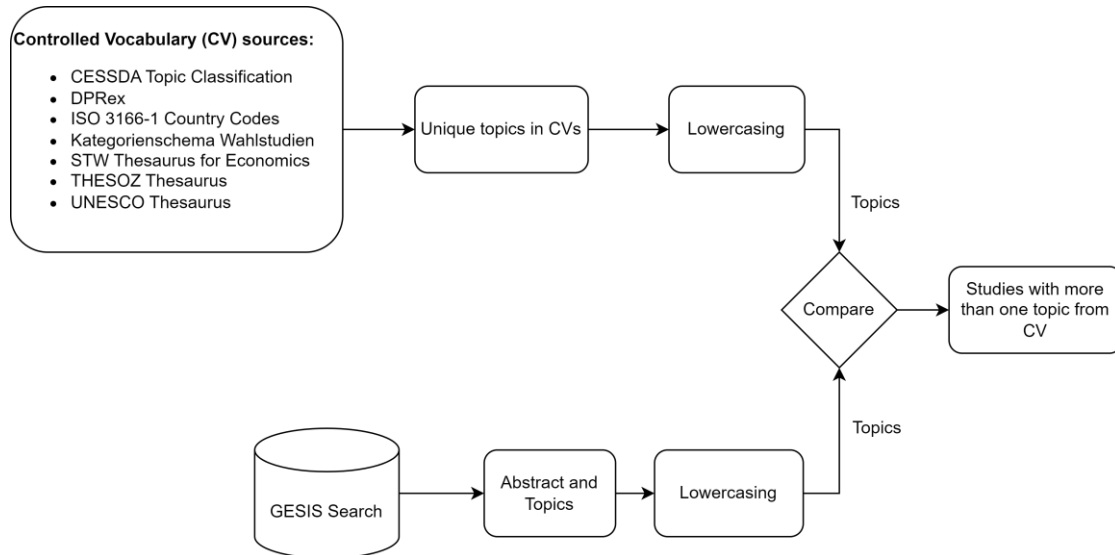 Controlled Vocabulary (CV) sources:
• CESSDA Topic Classification
• DPRex
• ISO 3166-1 Country Codes
• Kategorienschema Wahlstudien
• STW Thesaurus for Economics
• THESOZ Thesaurus
• UNESCO Thesaurus
Unique topics in CVs
Lowercasing
Topics
Compare
Studies with more
than one topic from
CV
Topics
GESIS Search
Abstract and
Topics
Lowercasing